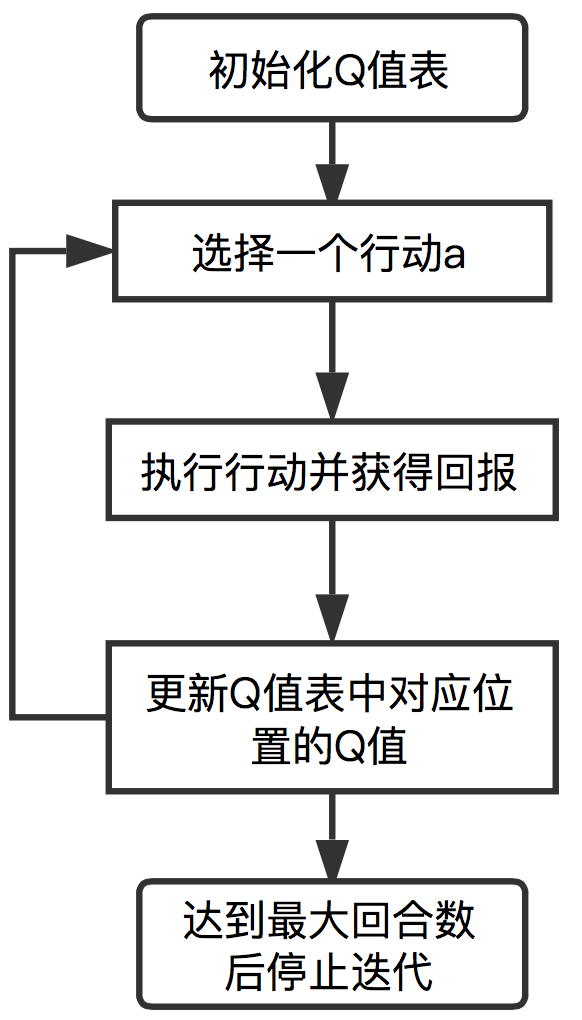 初始化Q值表
选择一个行动a
执行行动并获得回报
更新Q值表中对应位
置的Q值
达到最大回合数
后停止迭代